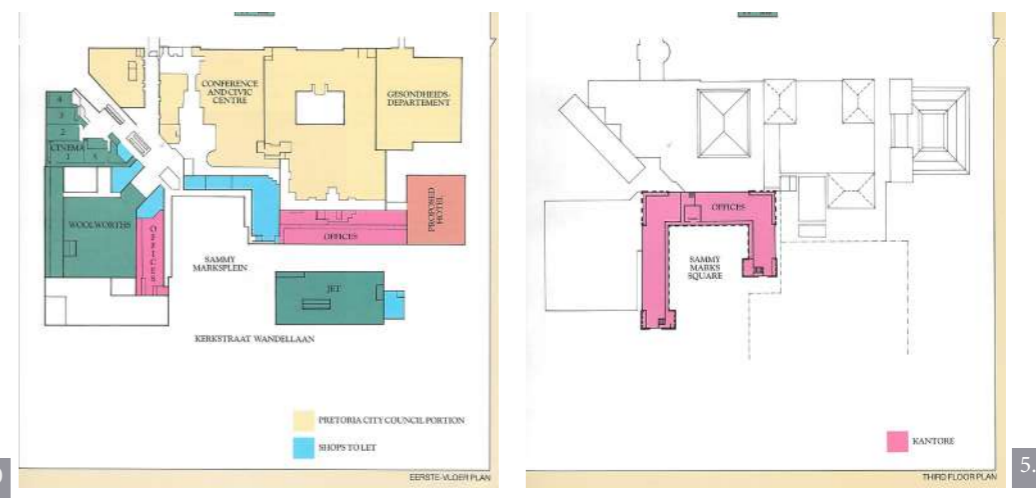 CONFERENCE
AND CIVIC
CENTRE
GESONDHEIDS-
DEPARTEMENT
4
3
2
CINEMA
1
5
WOOLWORTHS
OFFICES
OFFICES
PROPOSED
HOTEL
SAMMY
MARKSPLEIN
JET
KERKSTRAAT WANDELLAAN
PRETORIA CITY COUNCIL PORTION
SHOPS TO LET
EERSTE-VLOER PLAN
OFFICES
SAMMY
MARKS
SQUARE
KANTORE
THIRD FLOOR PLAN
5.